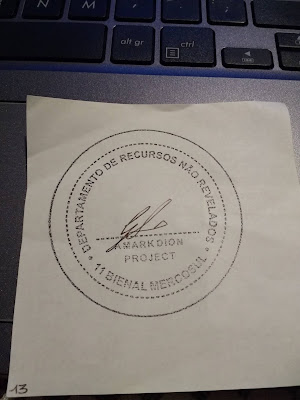 alt gr
ctrl
DEPARTAMENTO DE RECURSOS NÃO REVELADOS
AMARKDION
PROJECT
* 11 BIENAL MERCOSUL *
13